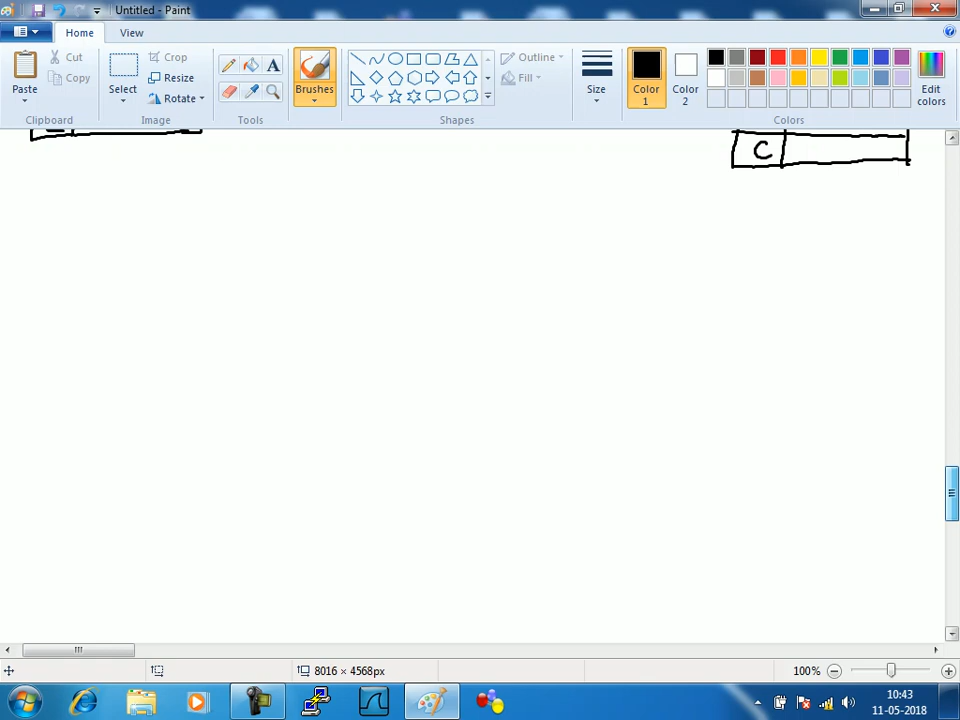 Untitled - Paint
Home View
Paste
Cut
Copy
Clipboard
Select
Crop
Resize
Rotate
Image
A
Tools
Brushes
Outline
Fill
Shapes
Size
Color 1
Color 2
Edit colors
Colors
C
8016 × 4568px
100%
10:43
11-05-2018